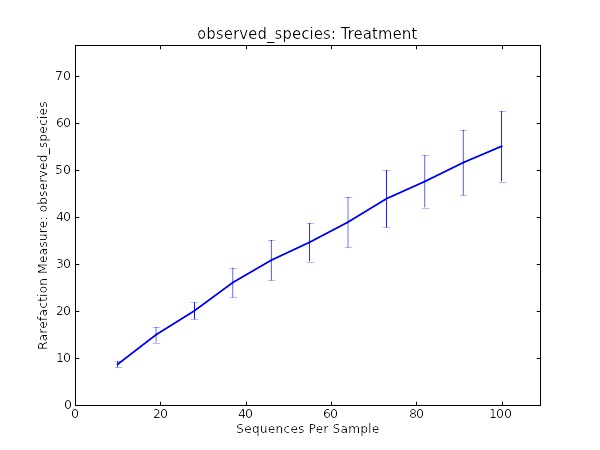 observed_species: Treatment
Rarefaction Measure: observed_species
70
60
50
40
30
20
10
0
0 20 40 60 80 100
Sequences Per Sample